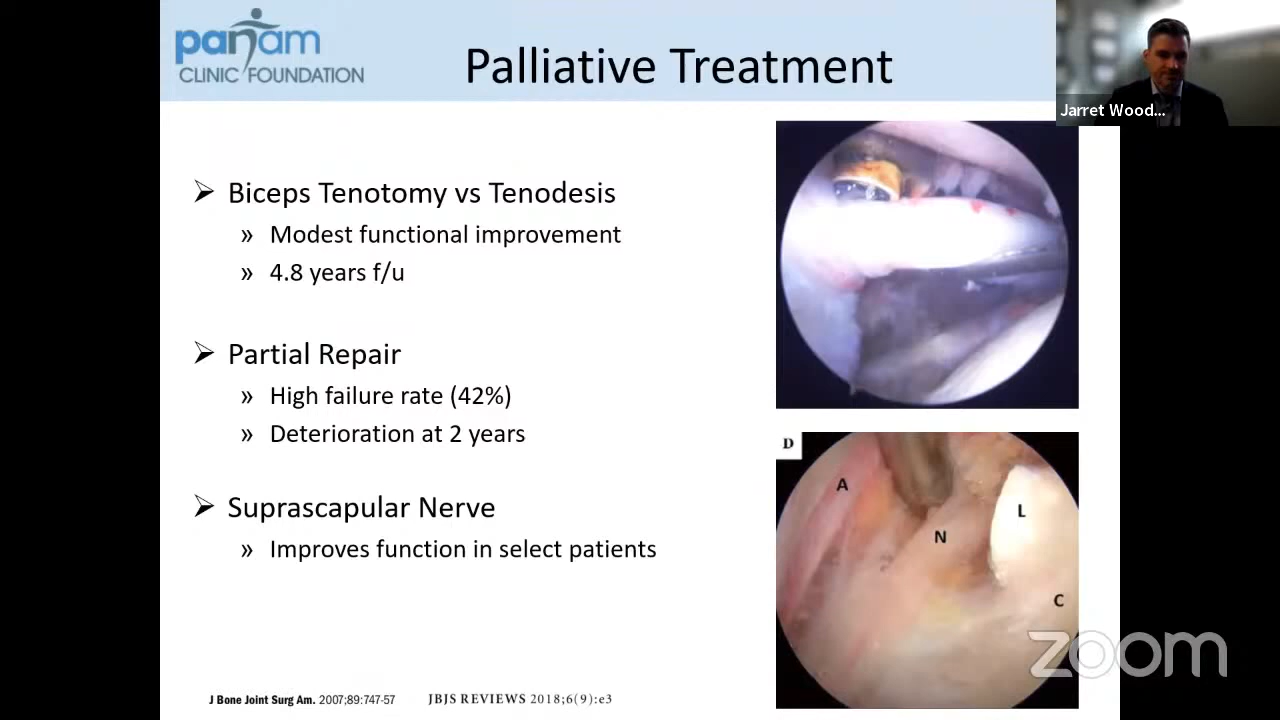 panam
CLINIC FOUNDATION
Palliative Treatment
Jarret Wood...
➢ Biceps Tenotomy vs Tenodesis
» Modest functional improvement
» 4.8 years f/u
➢ Partial Repair
» High failure rate (42%)
» Deterioration at 2 years
➢ Suprascapular Nerve
» Improves function in select patients
D
A
L
N
C
zoom
J Bone Joint Surg Am. 2007;89:747-57
JBJS REVIEWS 2018;6(9):e3